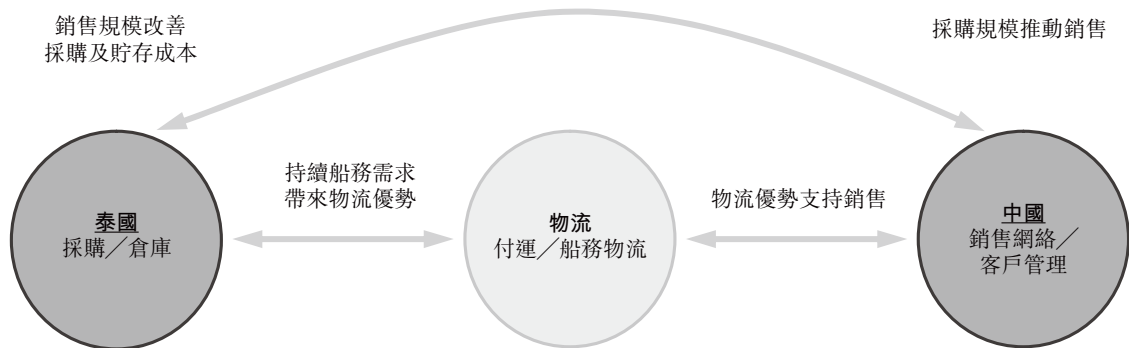 銷售規模改善
採購及貯存成本
採購規模推動銷售
持續船務需求
帶來物流優勢
物流優勢支持銷售
泰國
採購／倉庫
物流
付運／船務物流
中國
銷售網絡／
客戶管理